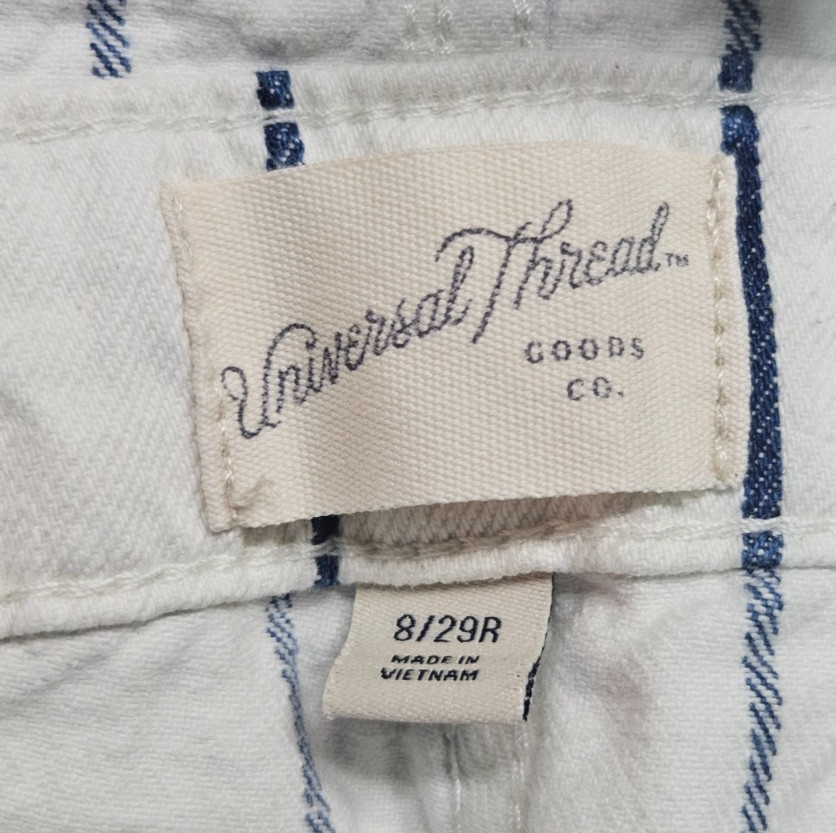 Universal Thread™
GOODS
CO.
8/29R
MADE IN
VIETNAM